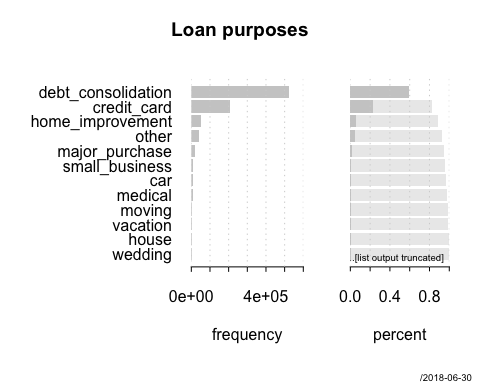 Loan purposes
debt_consolidation
credit_card
home_improvement
other
major_purchase
small_business
car
medical
moving
vacation
house
wedding
..[list output truncated]
0e+00 4e+05
0.0 0.4 0.8
frequency
percent
/2018-06-30